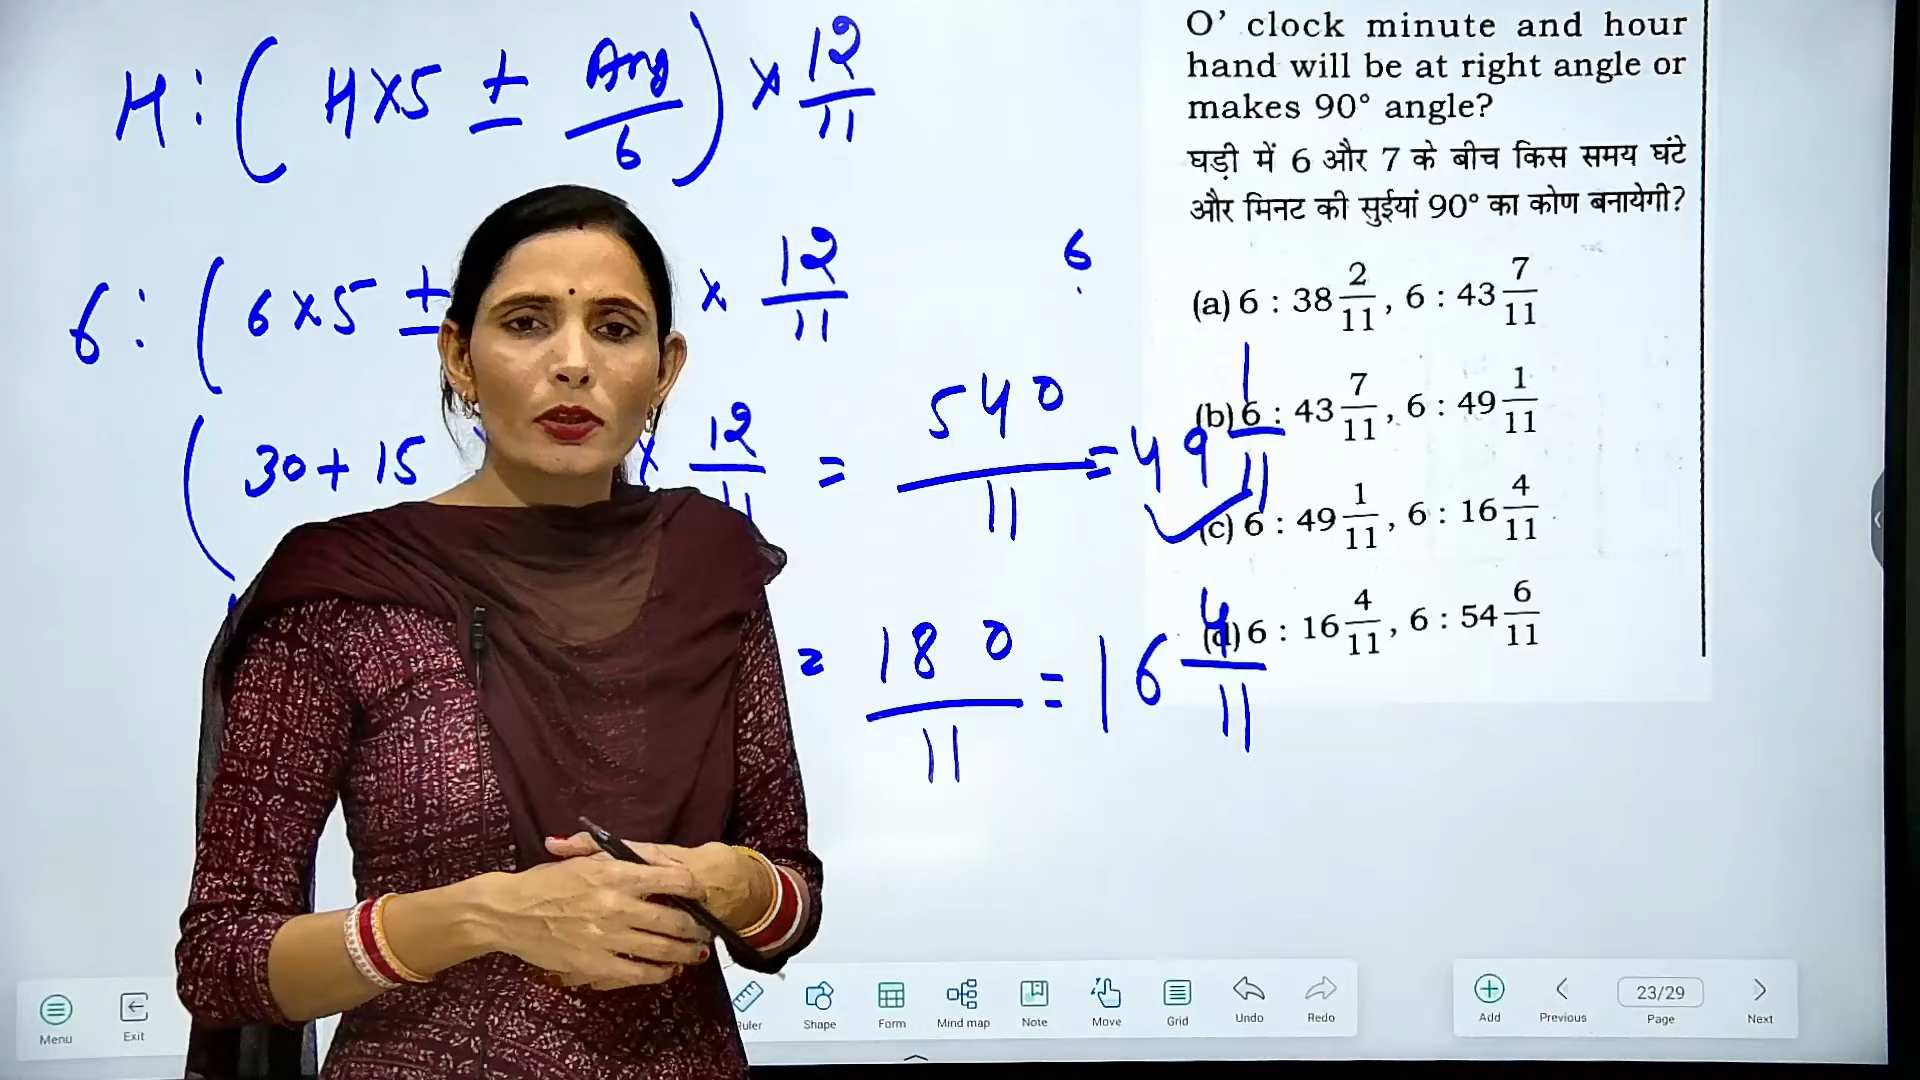 H : ( H×5 ± Ang/6 ) × 12/11
6 : ( 6×5 ± × 12/11
( 30+15 × 12/11 = 540/11 = 49 1/11
= 180/11 = 16 4/11
6
O’ clock minute and hour
hand will be at right angle or
makes 90° angle?
घड़ी में 6 और 7 के बीच किस समय घंटे
और मिनट की सुईयां 90° का कोण बनायेगी?
(a) 6 : 38 2/11, 6 : 43 7/11
(b) 6 : 43 7/11, 6 : 49 1/11
(c) 6 : 49 1/11, 6 : 16 4/11
(d) 6 : 16 4/11, 6 : 54 6/11
Menu Exit Shape Form Mind map Note Move Grid Undo Redo Add Previous 23/29 Page Next